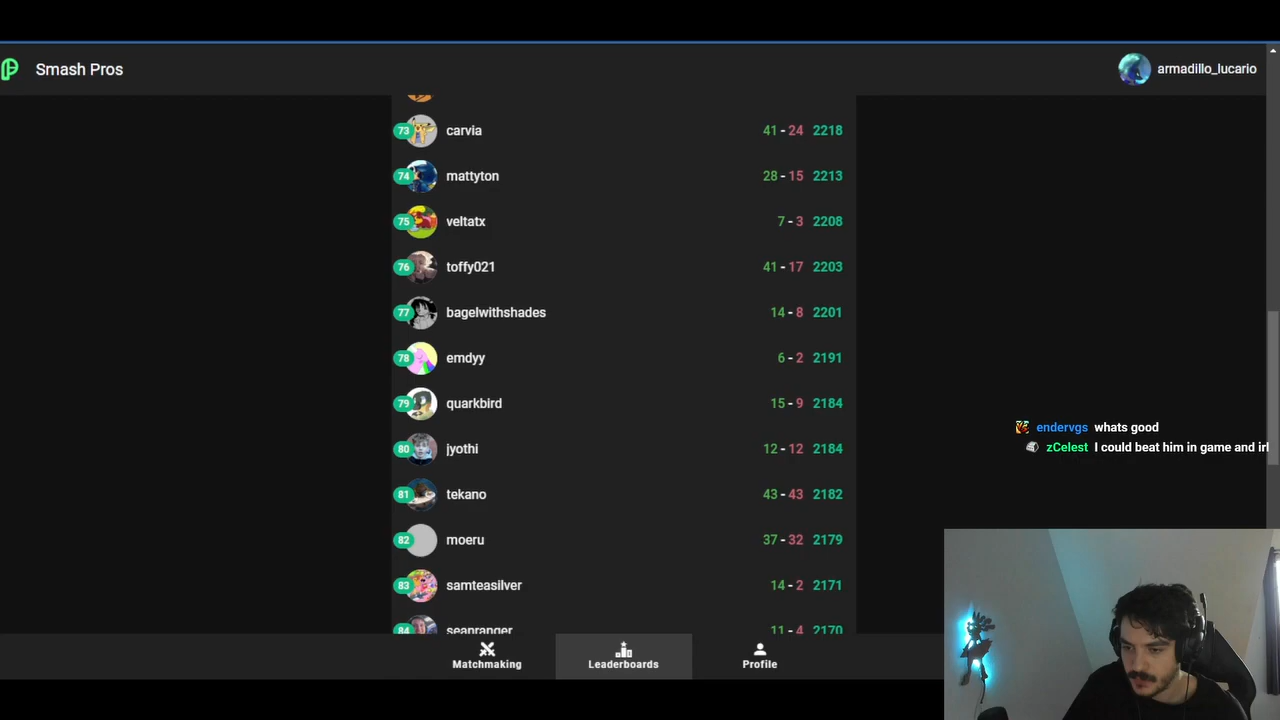 Smash Pros
armadillo_lucario
73 carvia 41 - 24 2218
74 mattyton 28 - 15 2213
75 veltatx 7 - 3 2208
76 toffy021 41 - 17 2203
77 bagelwithshades 14 - 8 2201
78 emdyy 6 - 2 2191
79 quarkbird 15 - 9 2184
80 jyothi 12 - 12 2184
81 tekano 43 - 43 2182
82 moeru 37 - 32 2179
83 samteasilver 14 - 2 2171
84 seanranger 11 - 4 2170
endervgs whats good
zCelest I could beat him in game and irl
Matchmaking
Leaderboards
Profile